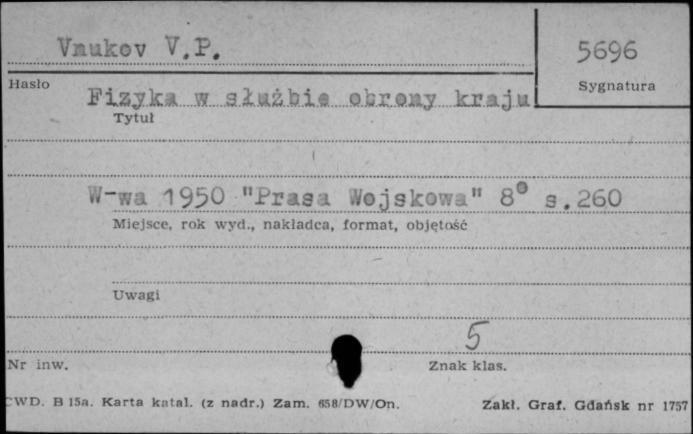 Vnukov V.P.
5696
Hasło
Sygnatura
Fizyka w służbie obrony kraju
Tytuł
W-wa 1950 "Prasa Wojskowa" 8° s.260
Miejsce, rok wyd., nakładca, format, objętość
Uwagi
5
Nr inw.
Znak klas.
CWD. B 15a. Karta katal. (z nadr.) Zam. 658/DW/On.
Zakł. Graf. Gdańsk nr 1757